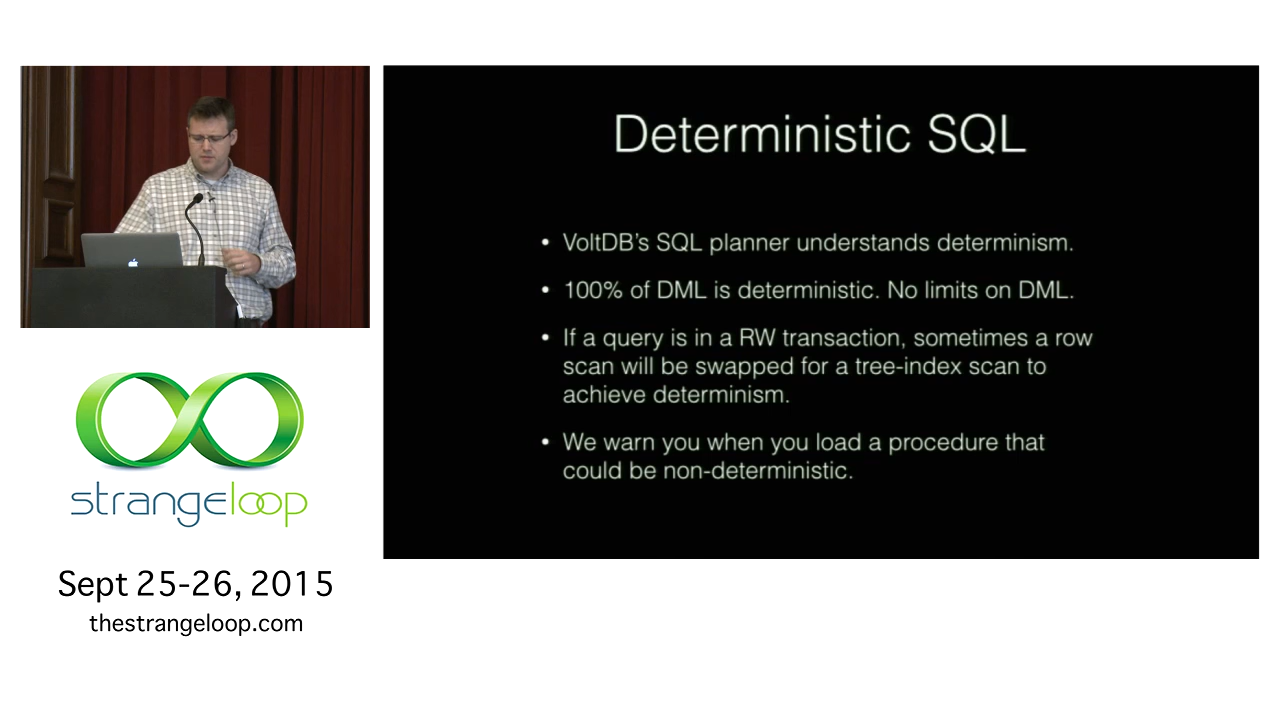 Deterministic SQL
• VoltDB’s SQL planner understands determinism.
• 100% of DML is deterministic. No limits on DML.
• If a query is in a RW transaction, sometimes a row
scan will be swapped for a tree-index scan to
achieve determinism.
• We warn you when you load a procedure that
could be non-deterministic.
strangeloop
Sept 25-26, 2015
thestrangeloop.com